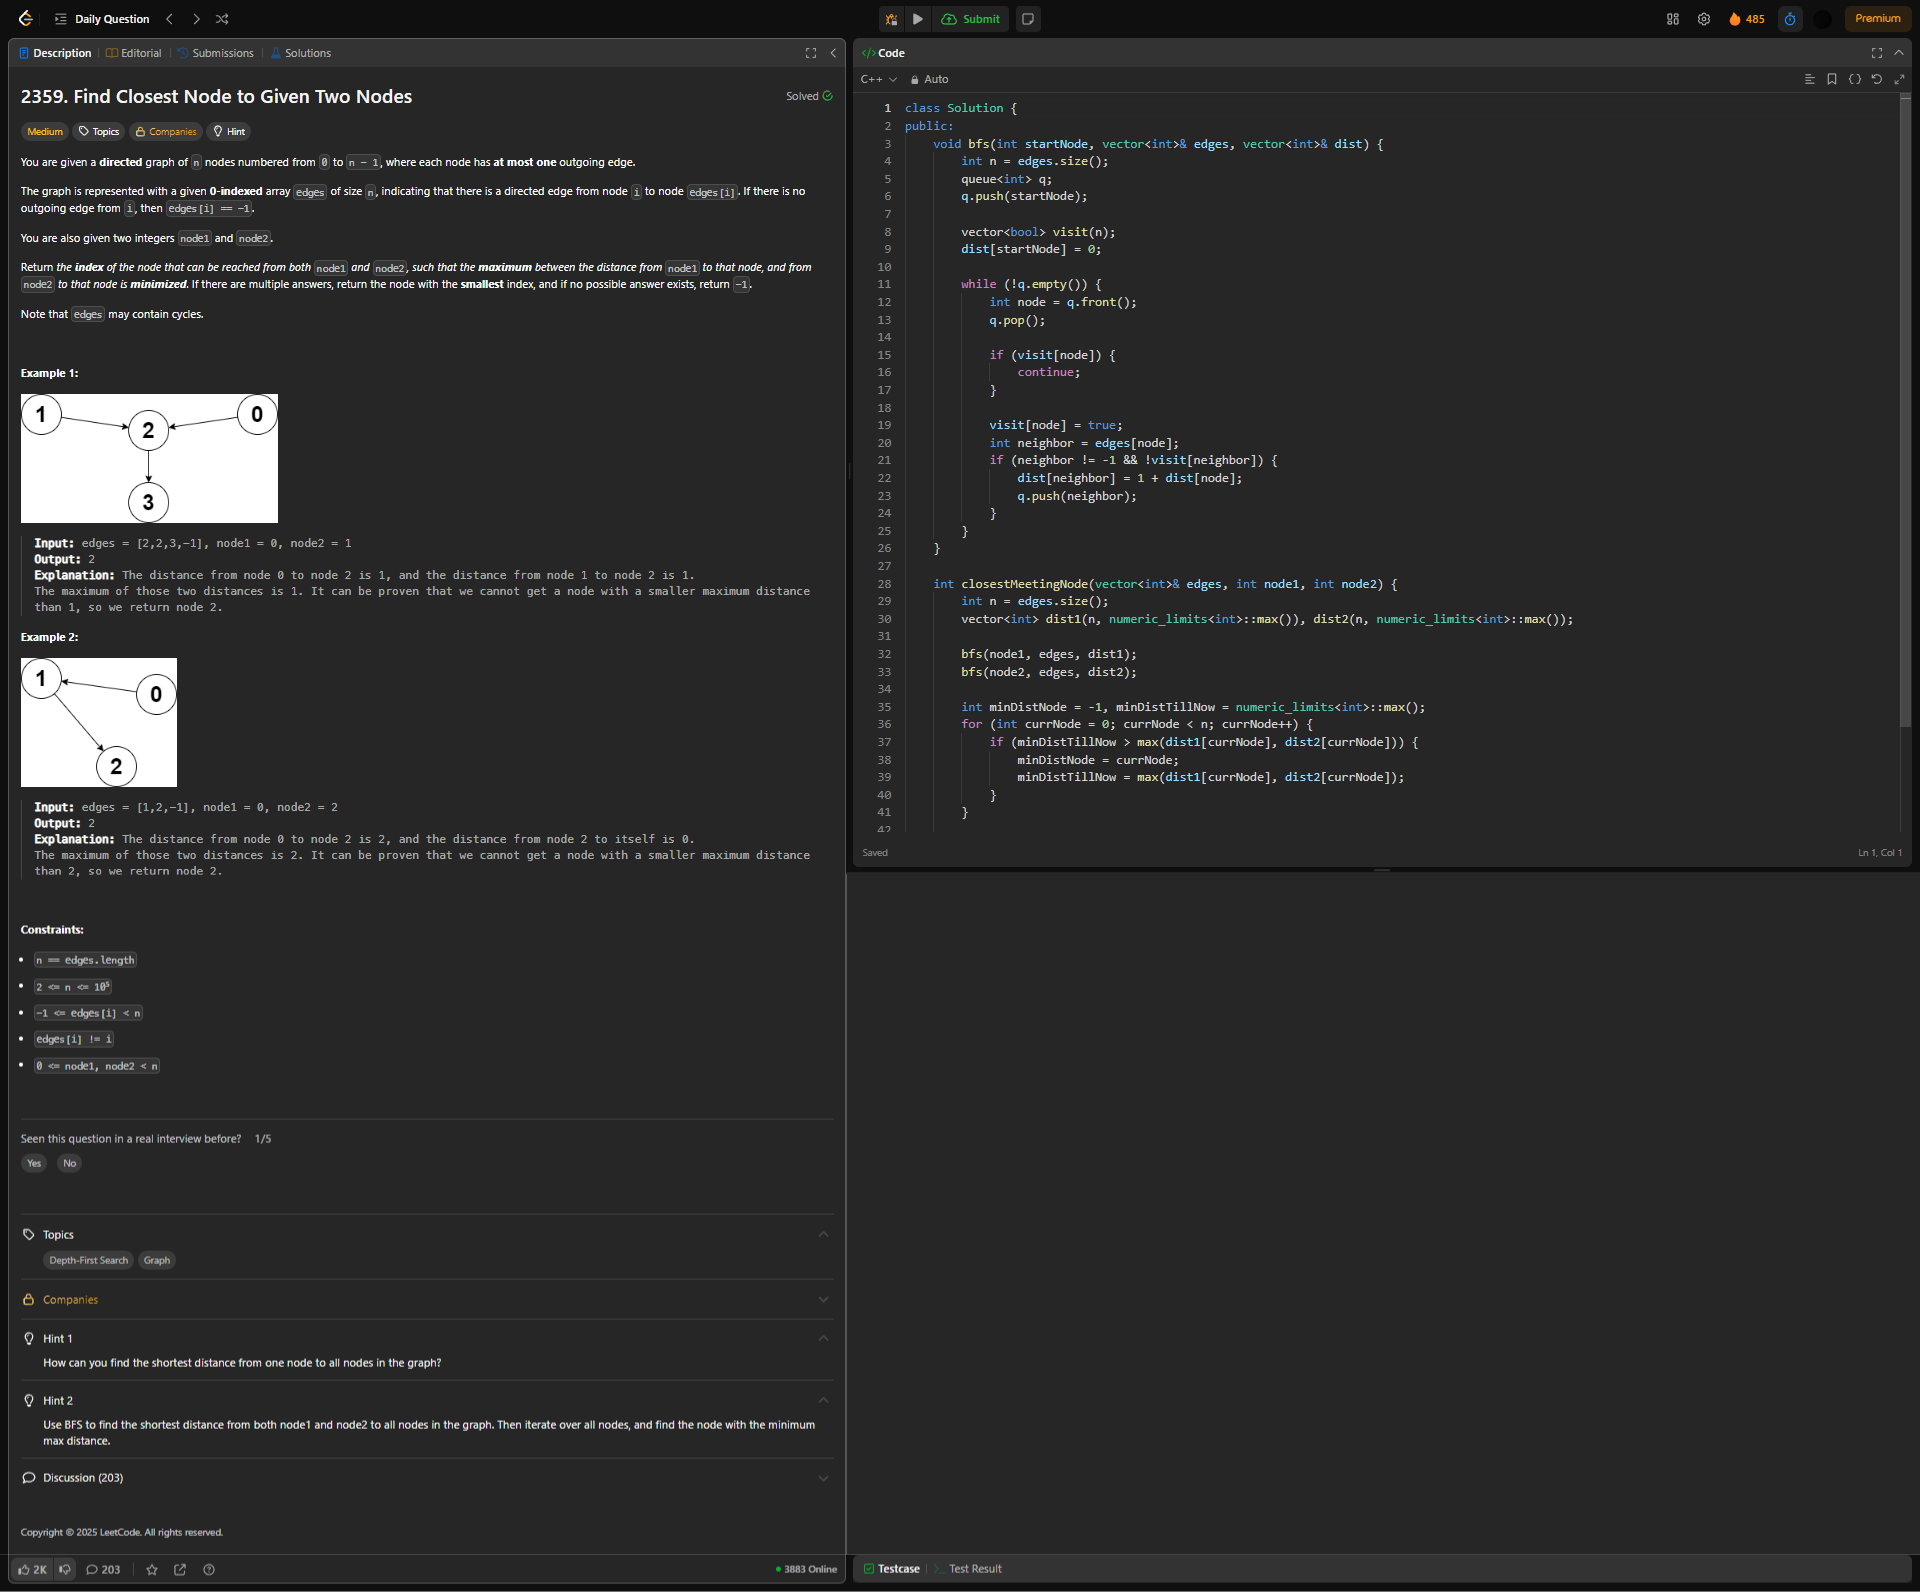 Daily Question
Submit
485
Premium
Description
Editorial
Submissions
Solutions
2359. Find Closest Node to Given Two Nodes
Solved
Medium
Topics
Companies
Hint
You are given a directed graph of n nodes numbered from 0 to n - 1, where each node has at most one outgoing edge.
The graph is represented with a given 0-indexed array edges of size n, indicating that there is a directed edge from node i to node edges[i]. If there is no
outgoing edge from i, then edges[i] == -1.
You are also given two integers node1 and node2.
Return the index of the node that can be reached from both node1 and node2, such that the maximum between the distance from node1 to that node, and from
node2 to that node is minimized. If there are multiple answers, return the node with the smallest index, and if no possible answer exists, return -1.
Note that edges may contain cycles.
Example 1:
1
0
2
3
Input: edges = [2,2,3,-1], node1 = 0, node2 = 1
Output: 2
Explanation: The distance from node 0 to node 2 is 1, and the distance from node 1 to node 2 is 1.
The maximum of those two distances is 1. It can be proven that we cannot get a node with a smaller maximum distance
than 1, so we return node 2.
Example 2:
1
0
2
Input: edges = [1,2,-1], node1 = 0, node2 = 2
Output: 2
Explanation: The distance from node 0 to node 2 is 2, and the distance from node 2 to itself is 0.
The maximum of those two distances is 2. It can be proven that we cannot get a node with a smaller maximum distance
than 2, so we return node 2.
Constraints:
• n == edges.length
• 2 <= n <= 10⁵
• -1 <= edges[i] < n
• edges[i] != i
• 0 <= node1, node2 < n
Seen this question in a real interview before? 1/5
Yes
No
Topics
Depth-First Search
Graph
Companies
Hint 1
How can you find the shortest distance from one node to all nodes in the graph?
Hint 2
Use BFS to find the shortest distance from both node1 and node2 to all nodes in the graph. Then iterate over all nodes, and find the node with the minimum
max distance.
Discussion (203)
Copyright © 2025 LeetCode. All rights reserved.
2K
203
3883 Online
</>Code
C++
Auto
1 class Solution {
2 public:
3     void bfs(int startNode, vector<int>& edges, vector<int>& dist) {
4         int n = edges.size();
5         queue<int> q;
6         q.push(startNode);
7
8         vector<bool> visit(n);
9         dist[startNode] = 0;
10
11         while (!q.empty()) {
12             int node = q.front();
13             q.pop();
14
15             if (visit[node]) {
16                 continue;
17             }
18
19             visit[node] = true;
20             int neighbor = edges[node];
21             if (neighbor != -1 && !visit[neighbor]) {
22                 dist[neighbor] = 1 + dist[node];
23                 q.push(neighbor);
24             }
25         }
26     }
27
28     int closestMeetingNode(vector<int>& edges, int node1, int node2) {
29         int n = edges.size();
30         vector<int> dist1(n, numeric_limits<int>::max()), dist2(n, numeric_limits<int>::max());
31
32         bfs(node1, edges, dist1);
33         bfs(node2, edges, dist2);
34
35         int minDistNode = -1, minDistTillNow = numeric_limits<int>::max();
36         for (int currNode = 0; currNode < n; currNode++) {
37             if (minDistTillNow > max(dist1[currNode], dist2[currNode])) {
38                 minDistNode = currNode;
39                 minDistTillNow = max(dist1[currNode], dist2[currNode]);
40             }
41         }
42
Saved
Ln 1, Col 1
Testcase
Test Result